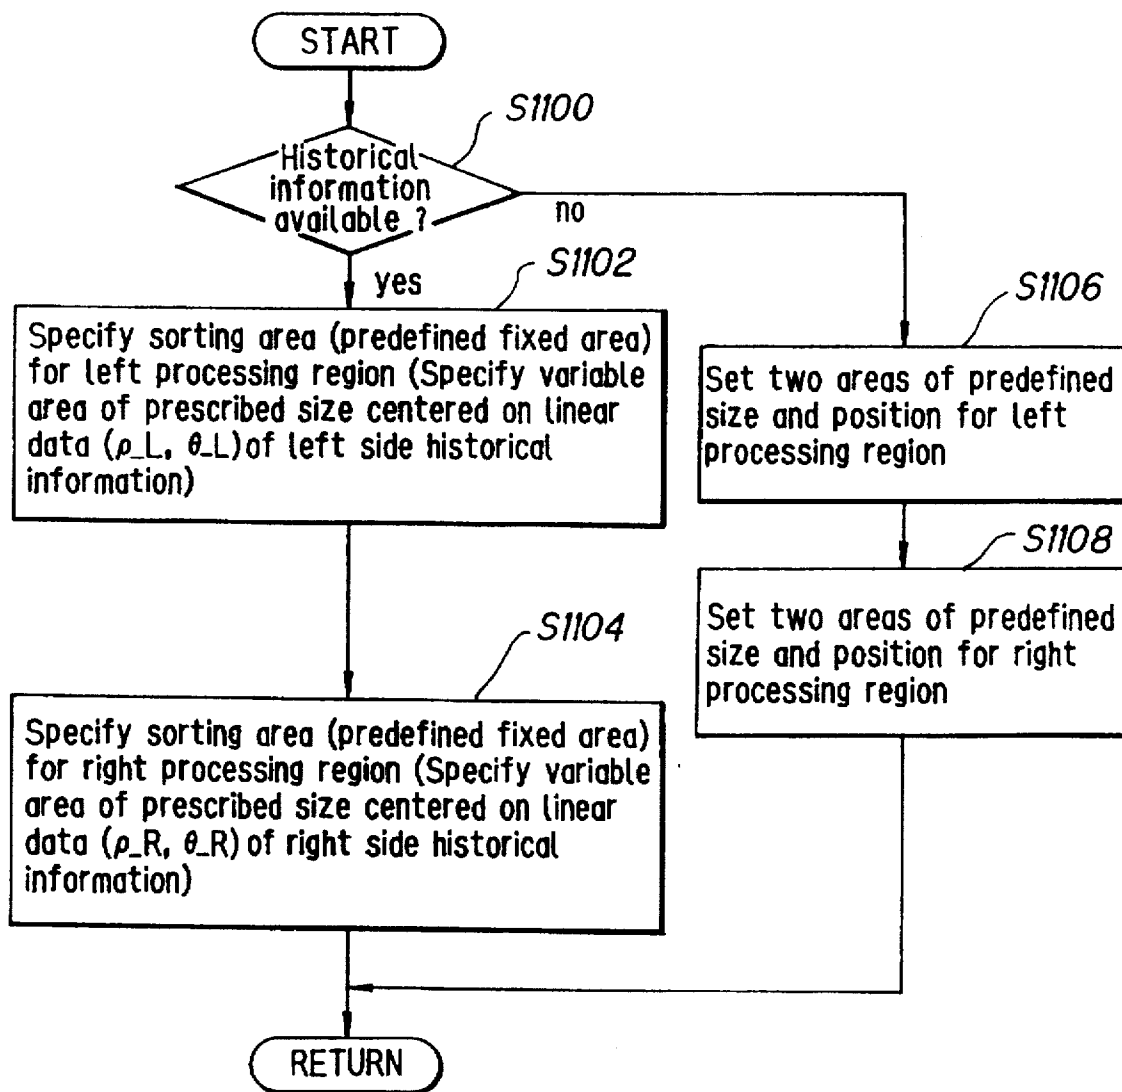 START
S1100
Historical
information
available ?
no
yes
S1102
Specify sorting area (predefined fixed area)
for left processing region (Specify variable
area of prescribed size centered on linear
data (ρ_L, θ_L) of left side historical
information)
S1104
Specify sorting area (predefined fixed area)
for right processing region (Specify variable
area of prescribed size centered on linear
data (ρ_R, θ_R) of right side historical
information)
S1106
Set two areas of predefined
size and position for left
processing region
S1108
Set two areas of predefined
size and position for right
processing region
RETURN